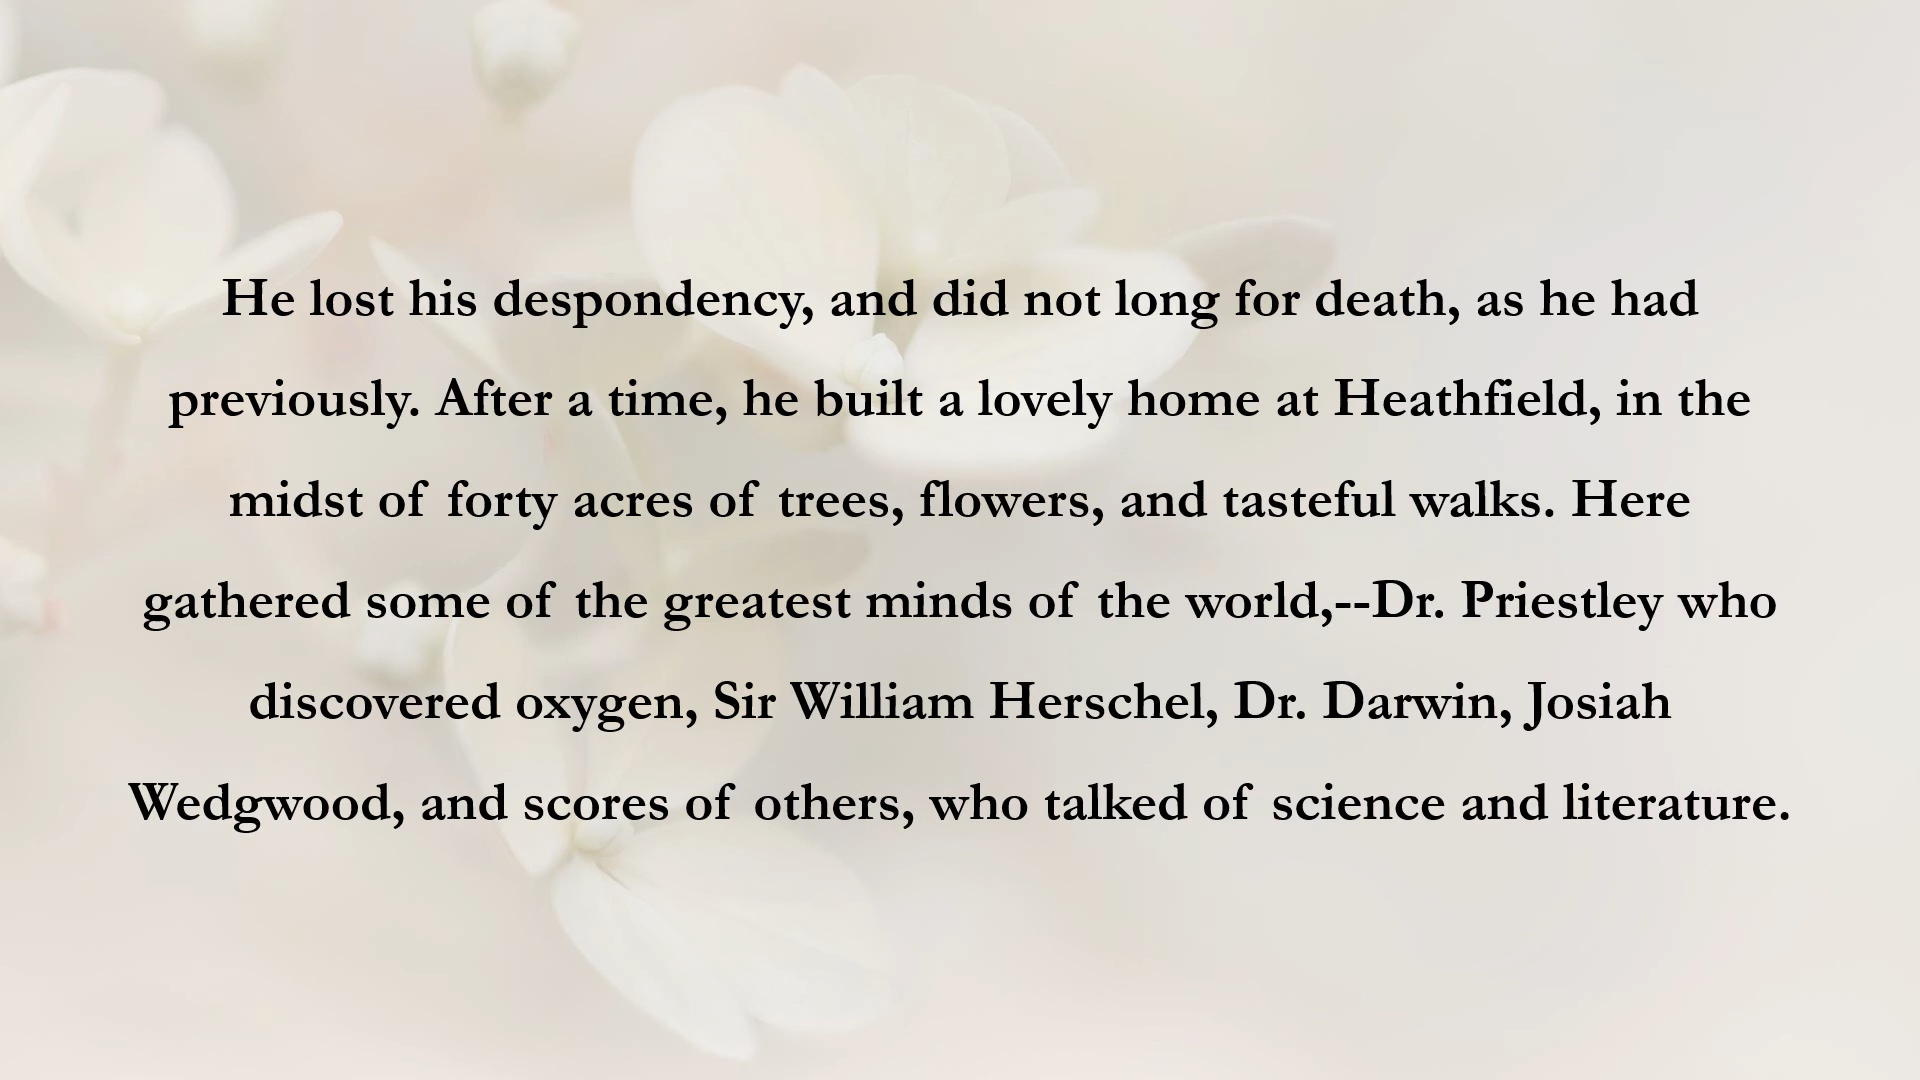 He lost his despondency, and did not long for death, as he had
previously. After a time, he built a lovely home at Heathfield, in the
midst of forty acres of trees, flowers, and tasteful walks. Here
gathered some of the greatest minds of the world,--Dr. Priestley who
discovered oxygen, Sir William Herschel, Dr. Darwin, Josiah
Wedgwood, and scores of others, who talked of science and literature.